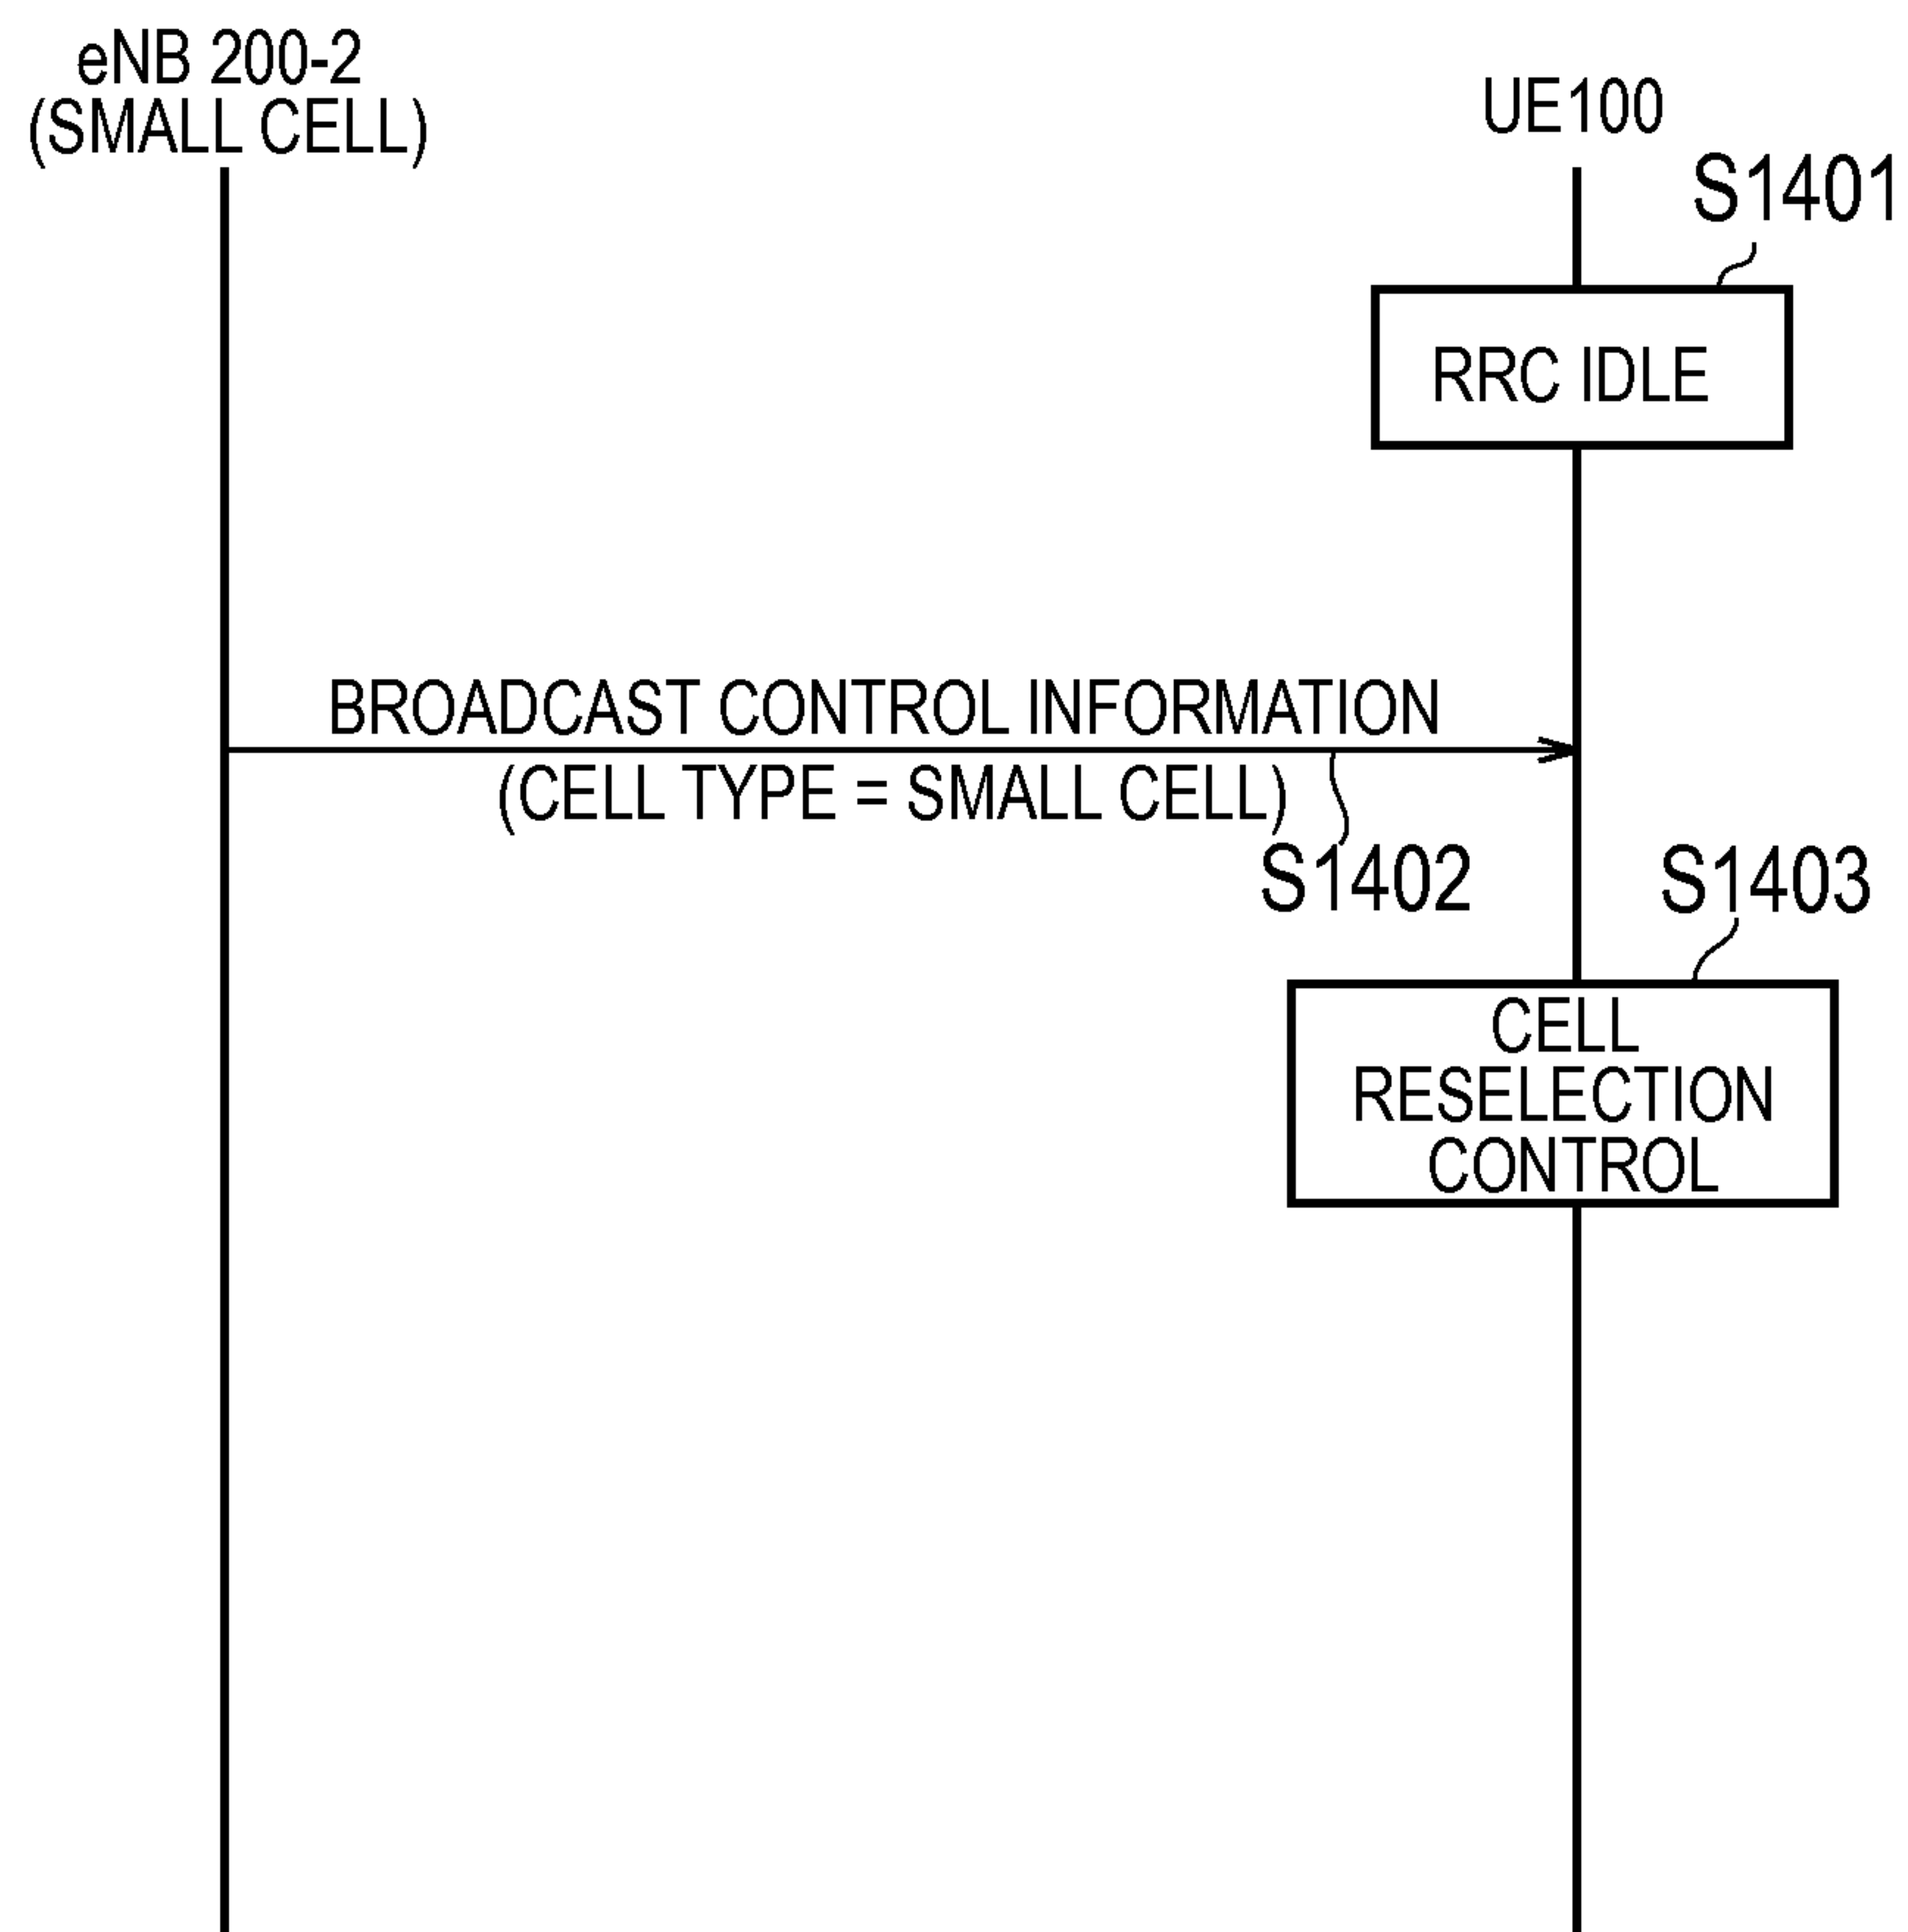 eNB 200-2
(SMALL CELL)
UE100
S1401
RRC IDLE
BROADCAST CONTROL INFORMATION
(CELL TYPE = SMALL CELL)
S1402
S1403
CELL
RESELECTION
CONTROL